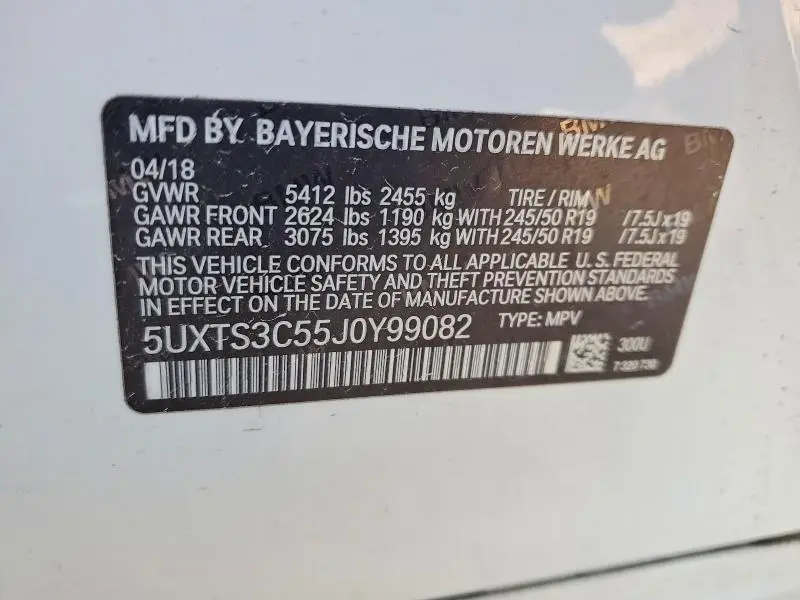 MFD BY BAYERISCHE MOTOREN WERKE AG
04/18
GVWR 5412 lbs 2455 kg TIRE / RIM
GAWR FRONT 2624 lbs 1190 kg WITH 245/50 R19 /7.5J x 19
GAWR REAR 3075 lbs 1395 kg WITH 245/50 R19 /7.5J x 19
THIS VEHICLE CONFORMS TO ALL APPLICABLE U. S. FEDERAL
MOTOR VEHICLE SAFETY AND THEFT PREVENTION STANDARDS
IN EFFECT ON THE DATE OF MANUFACTURE SHOWN ABOVE.
5UXTS3C55J0Y99082 TYPE: MPV
300U